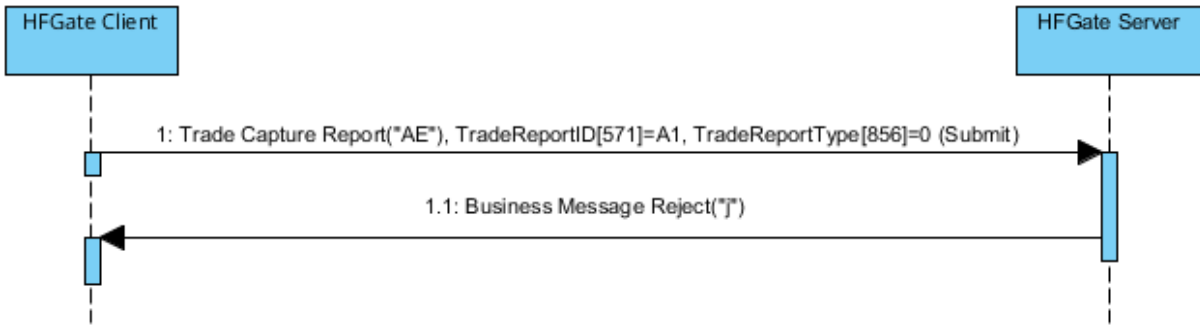 HFGate Client
HFGate Server
1: Trade Capture Report("AE"), TradeReportID[571]=A1, TradeReportType[856]=0 (Submit)
1.1: Business Message Reject("j")